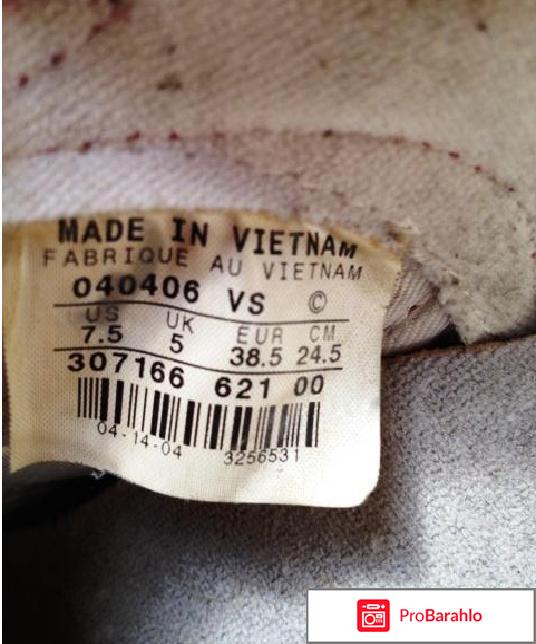 MADE IN VIETNAM
FABRIQUE AU VIETNAM
040406 VS ©
US UK EUR CM
7.5 5 38.5 24.5
307166 621 00
04-14-04 3256531
ProBarahlo